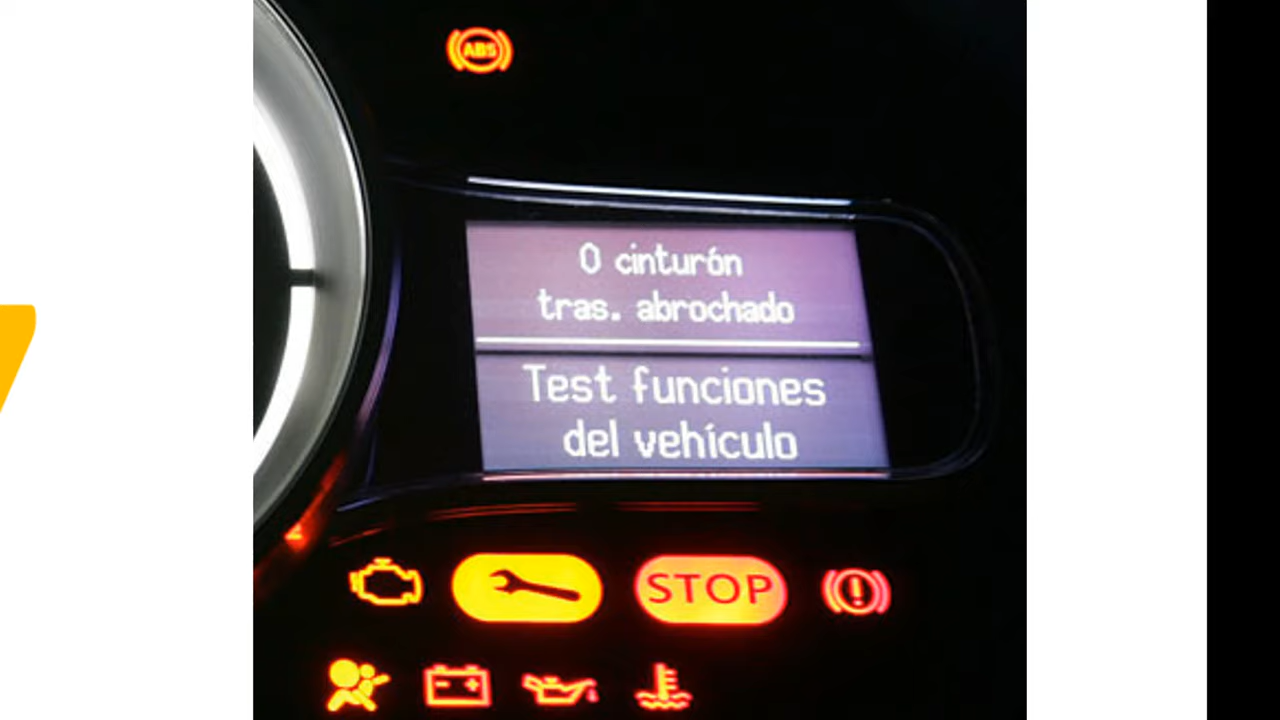 ABS
0 cinturón
tras. abrochado
Test funciones
del vehículo
STOP